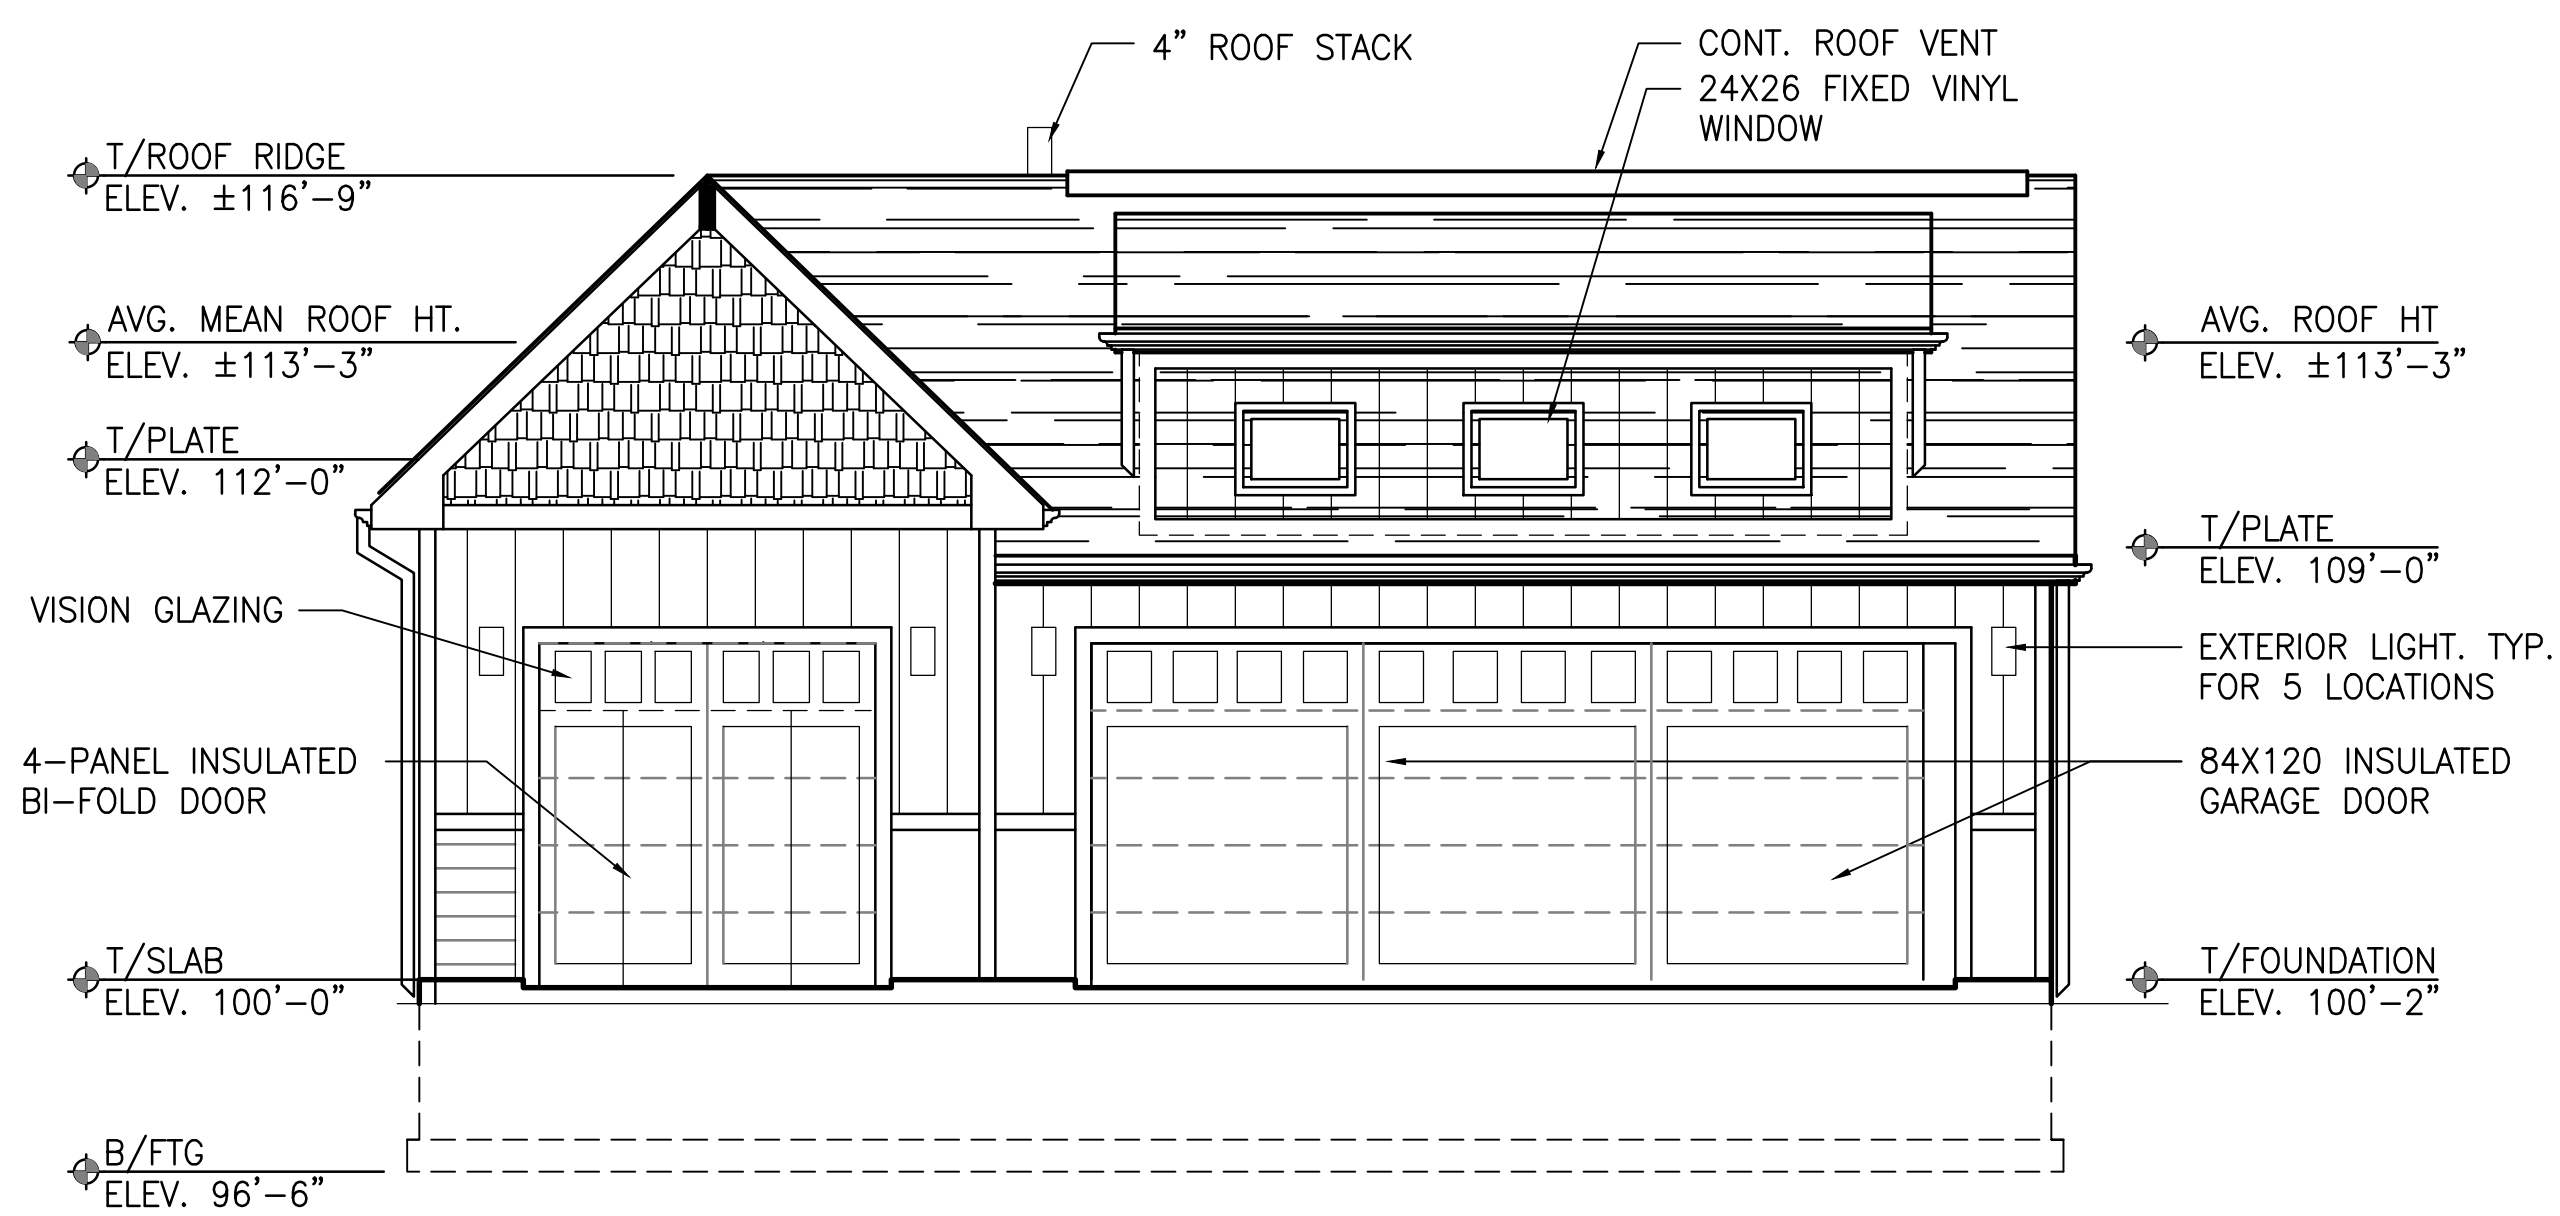 4” ROOF STACK
CONT. ROOF VENT
24X26 FIXED VINYL
WINDOW
T/ROOF RIDGE
ELEV. ±116’-9”
AVG. MEAN ROOF HT.
ELEV. ±113’-3”
T/PLATE
ELEV. 112’-0”
VISION GLAZING
4-PANEL INSULATED
BI-FOLD DOOR
T/SLAB
ELEV. 100’-0”
B/FTG
ELEV. 96’-6”
AVG. ROOF HT
ELEV. ±113’-3”
T/PLATE
ELEV. 109’-0”
EXTERIOR LIGHT. TYP.
FOR 5 LOCATIONS
84X120 INSULATED
GARAGE DOOR
T/FOUNDATION
ELEV. 100’-2”